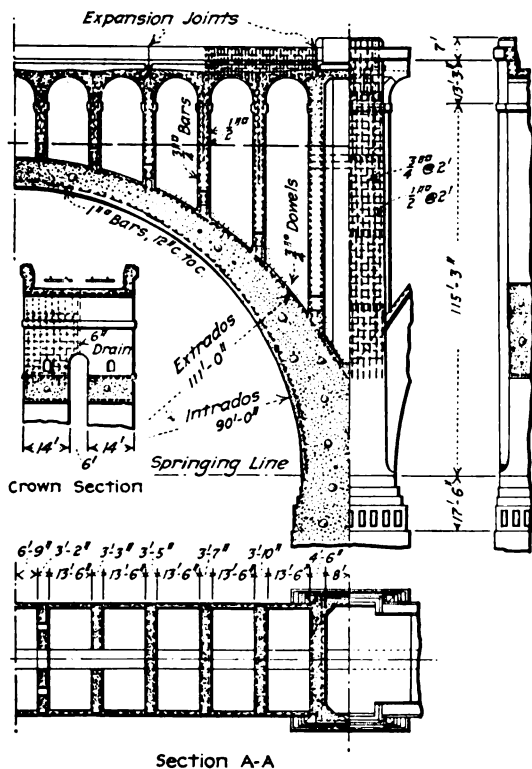 Expansion Joints
7'
13'-3"
3/4"□ Bars
1/2"□
3/4"□ @2'
1/2"□ @2'
3/4"□ Dowels
1"□ Bars, 12" C TO C
115'-3"
6"
Drain
Extrados
111'-0"
Intrados
90'-0"
14' 14'
6'
Springing Line
Crown Section
17'-6"
6'-9" 3'-2" 3'-3" 3'-5" 3'-7" 3'-10" 4'-6"
13'-6" 13'-6" 13'-6" 13'-6" 13'-6" 8'
Section A-A